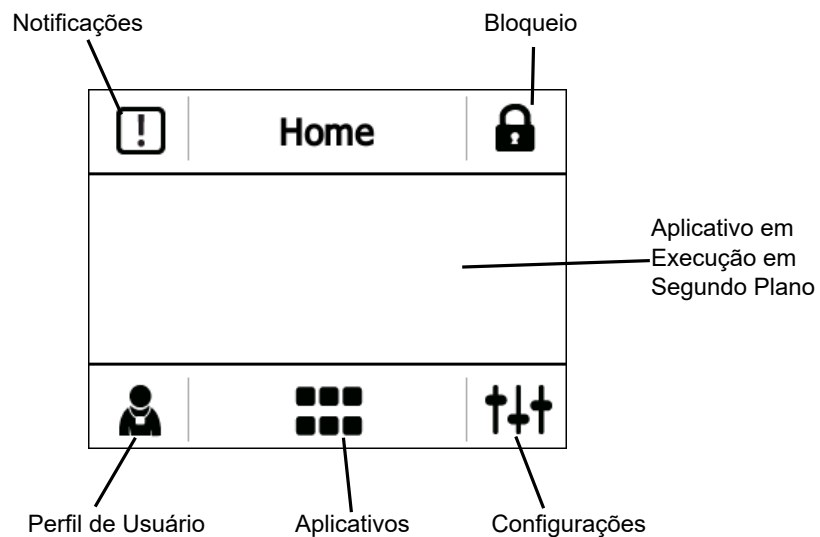 Notificações
Bloqueio
Home
Aplicativo em
Execução em
Segundo Plano
Perfil de Usuário
Aplicativos
Configurações